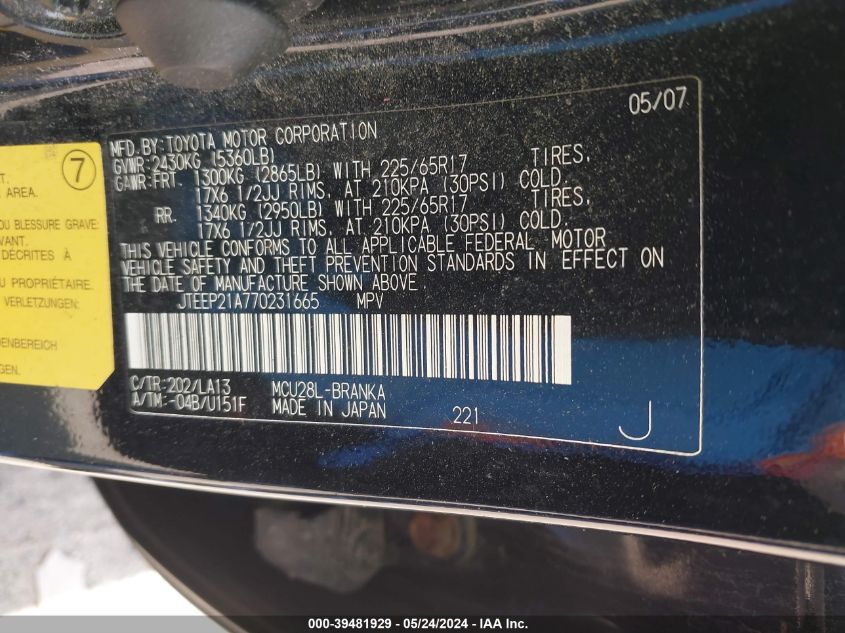 05/07
MFD.BY:TOYOTA MOTOR CORPORATION
GVWR:2430KG (5360LB)
GAWR:FRT. 1300KG (2865LB) WITH 225/65R17 TIRES,
17X6 1/2JJ RIMS, AT 210KPA (30PSI) COLD.
RR. 1340KG (2950LB) WITH 225/65R17 TIRES,
17X6 1/2JJ RIMS, AT 210KPA (30PSI) COLD.
THIS VEHICLE CONFORMS TO ALL APPLICABLE FEDERAL MOTOR
VEHICLE SAFETY AND THEFT PREVENTION STANDARDS IN EFFECT ON
THE DATE OF MANUFACTURE SHOWN ABOVE.
JTEEP21A770231665 MPV
C/TR:202/LA13 MCU28L-BRANKA
A/TM:-04B/U151F MADE IN JAPAN 221
J
7
AREA.
OU BLESSURE GRAVE.
VANT.
DÉCRITES À
U PROPRIÉTAIRE.
VERLETZUNGEN.
ENBEREICH
000-39481929 - 05/24/2024 - IAA Inc.